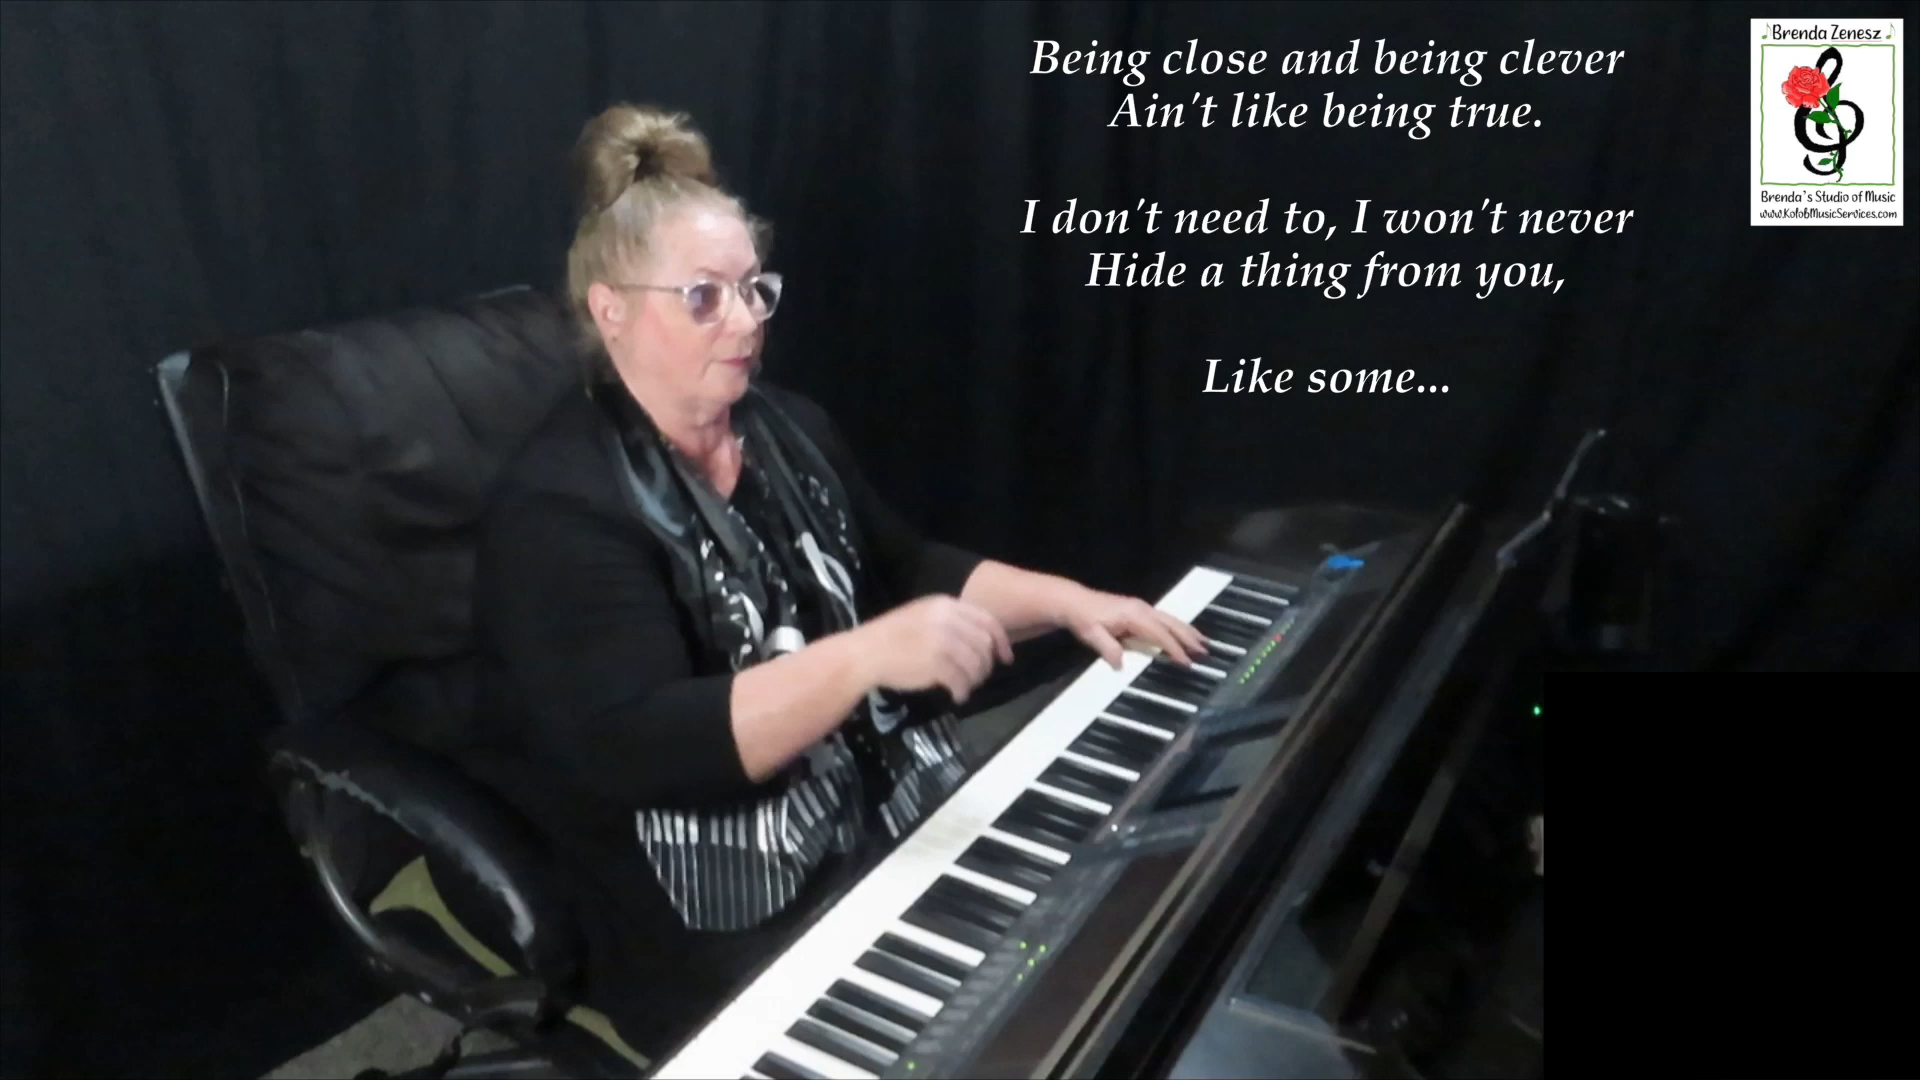 Being close and being clever
Ain't like being true.
I don't need to, I won't never
Hide a thing from you,
Like some...
Brenda Zenesz
Brenda's Studio of Music
www.KolobMusicServices.com